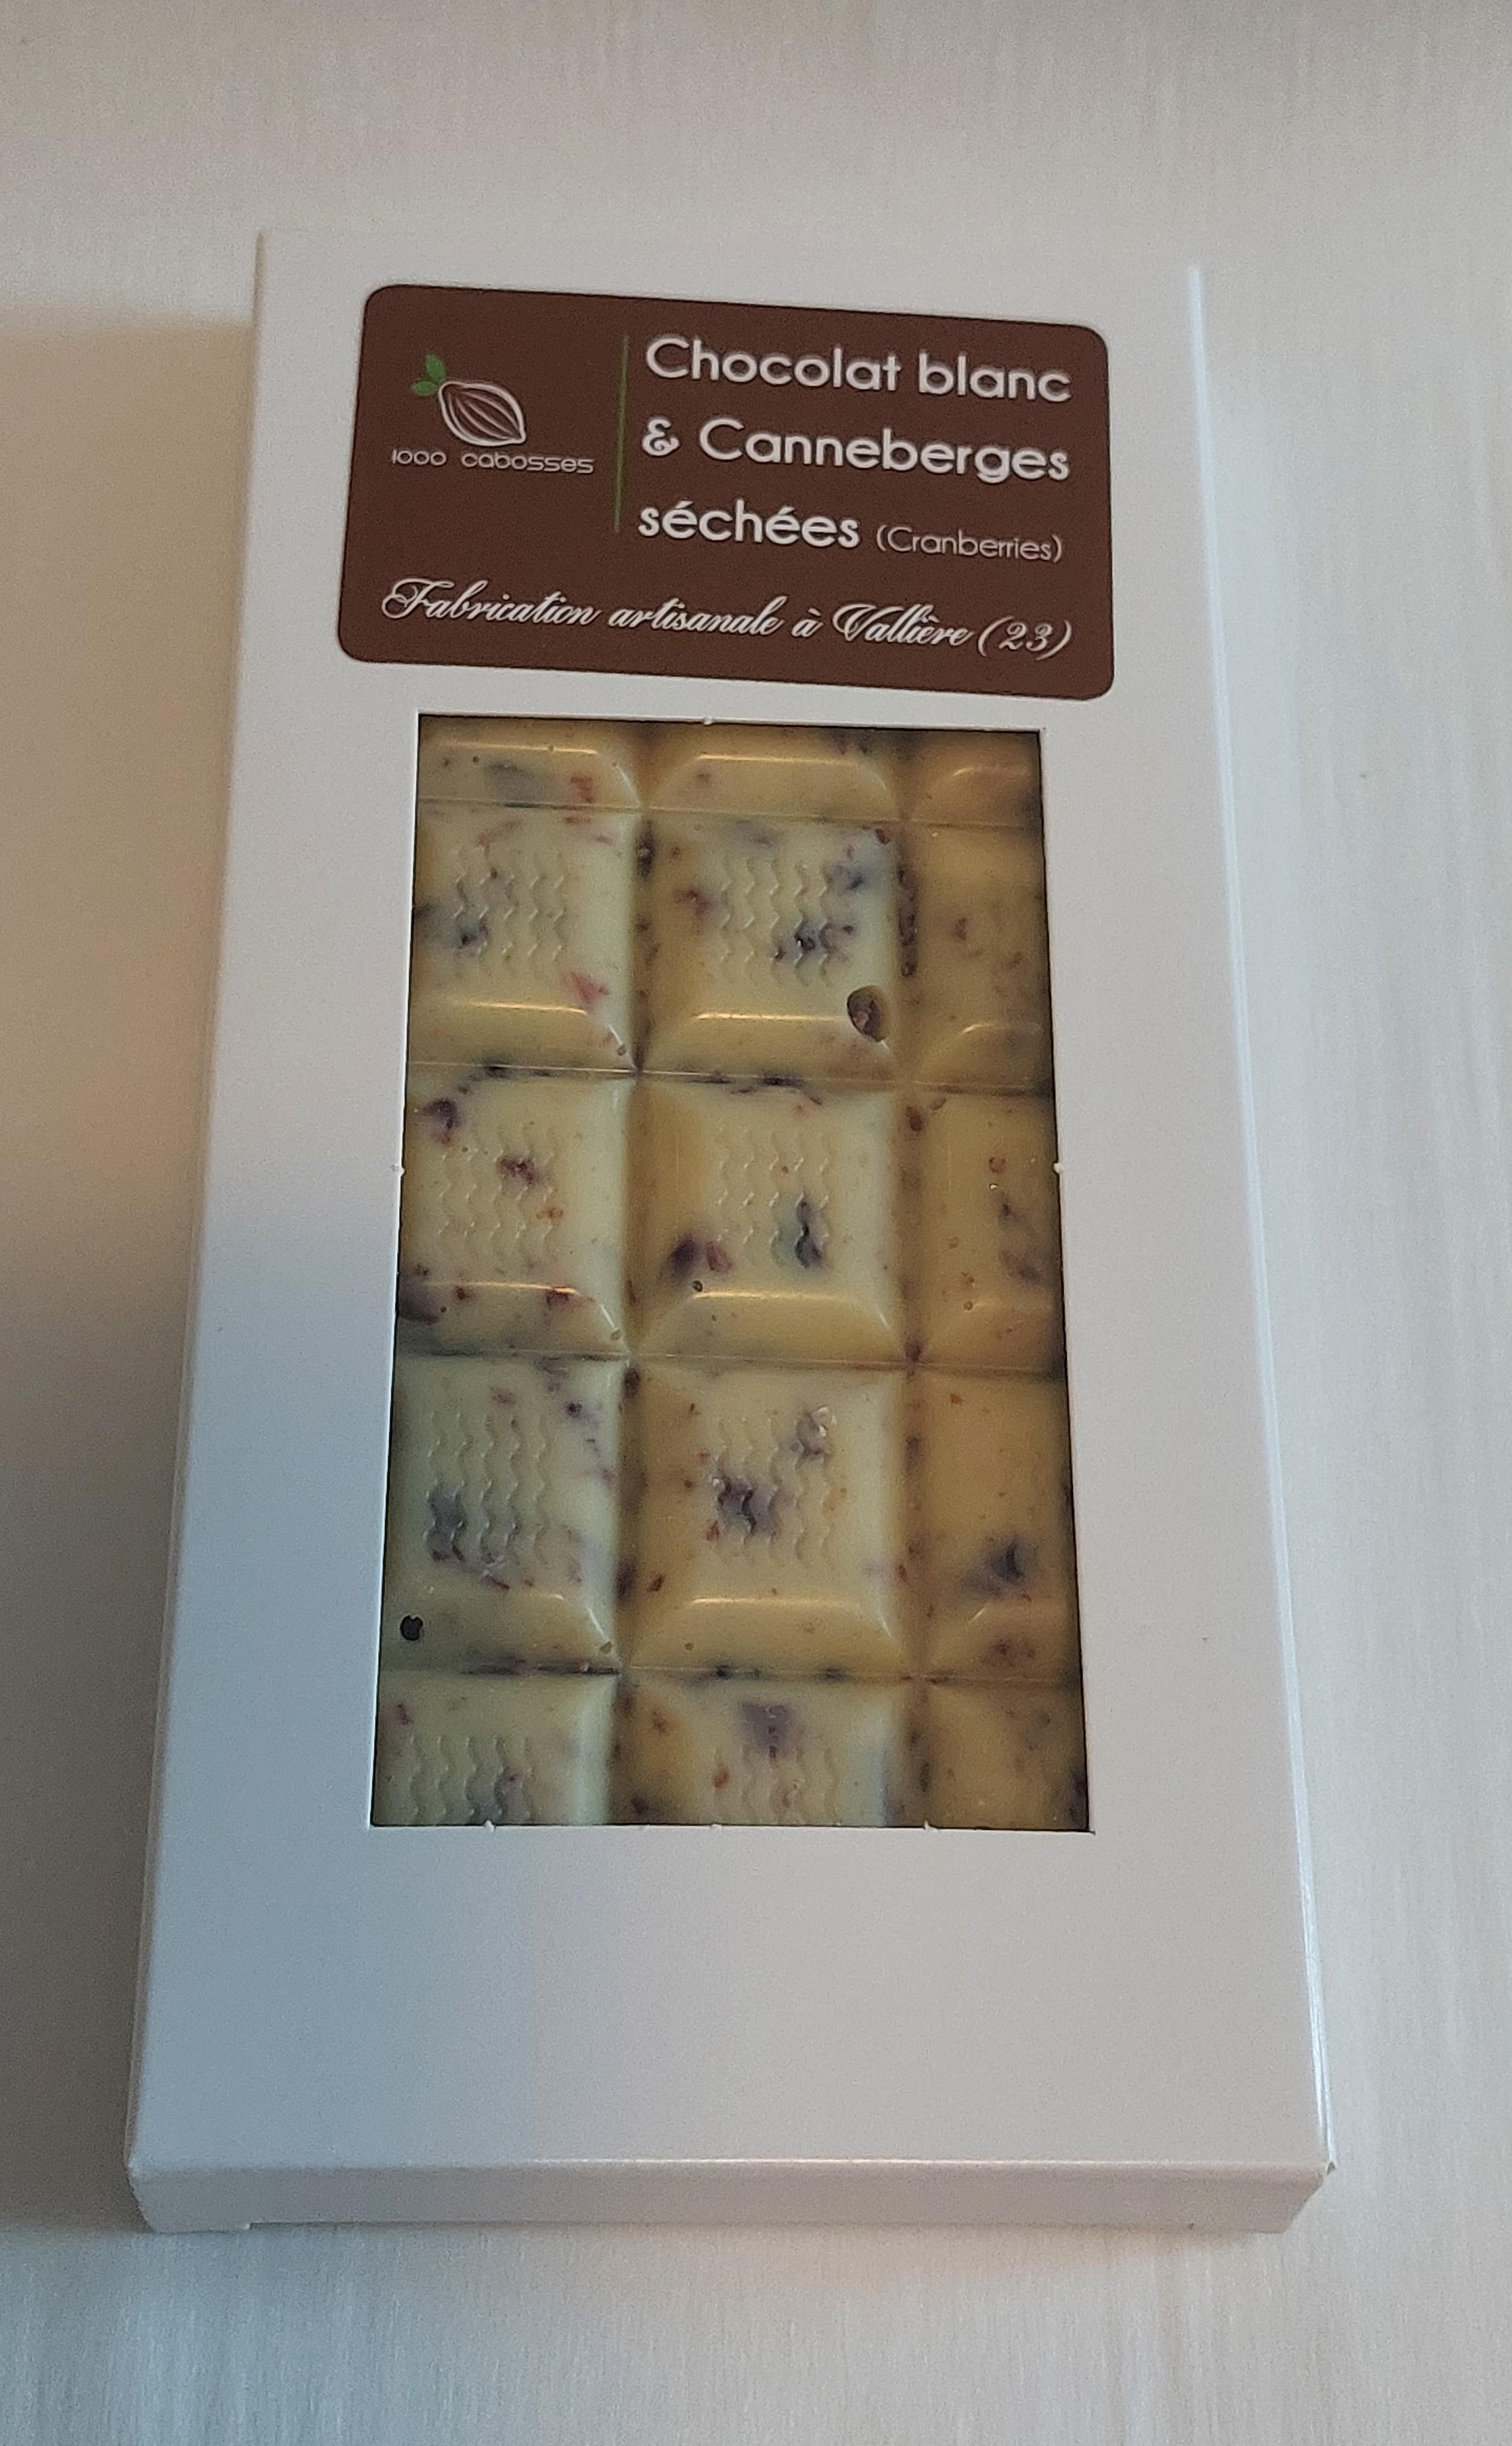 1000 cabosses
Chocolat blanc
& Canneberges
séchées (Cranberries)
Fabrication artisanale à Vallière (23)